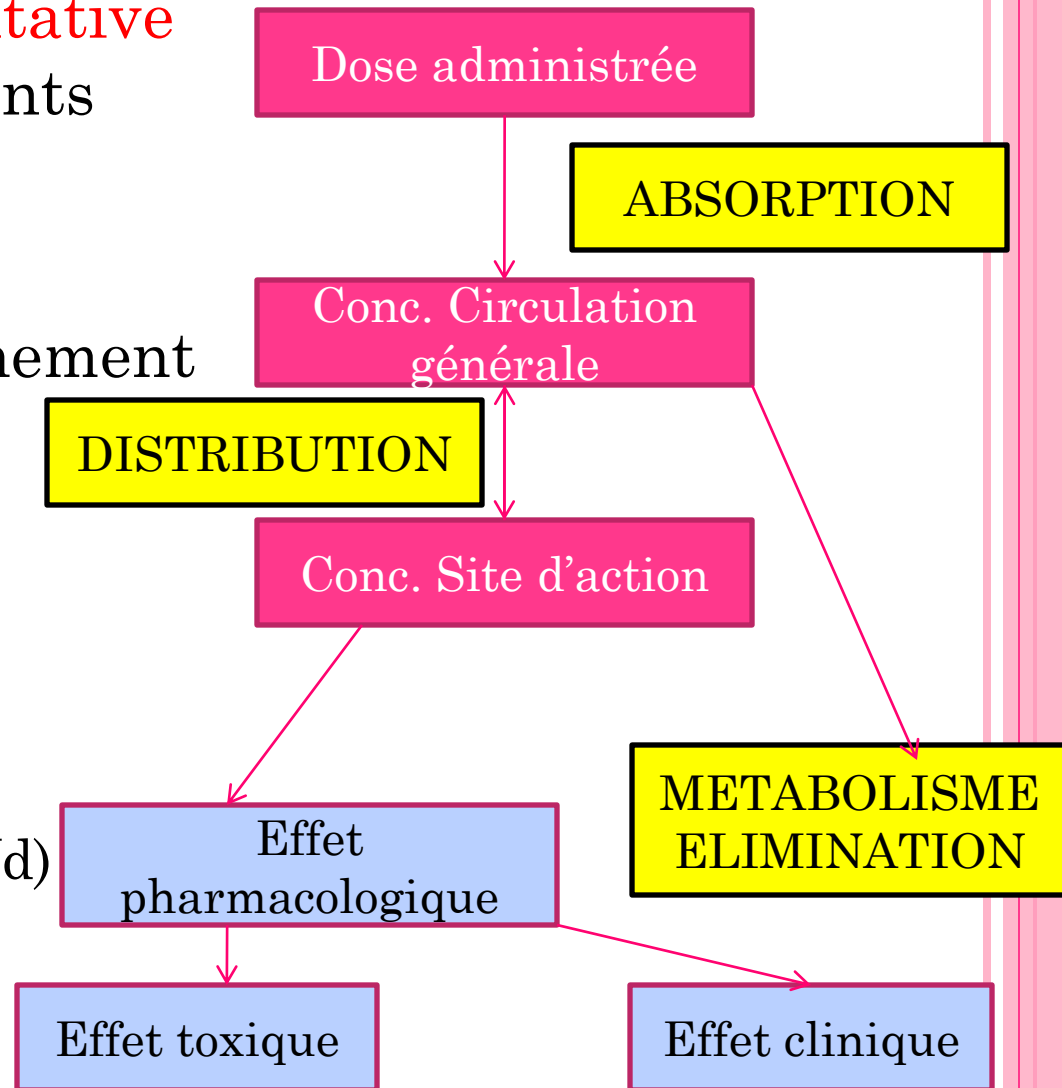 tative
Dose administrée
nts
ABSORPTION
Conc. Circulation
générale
nement
DISTRIBUTION
Conc. Site d'action
METABOLISME
ELIMINATION
Effet
pharmacologique
d)
Effet toxique
Effet clinique